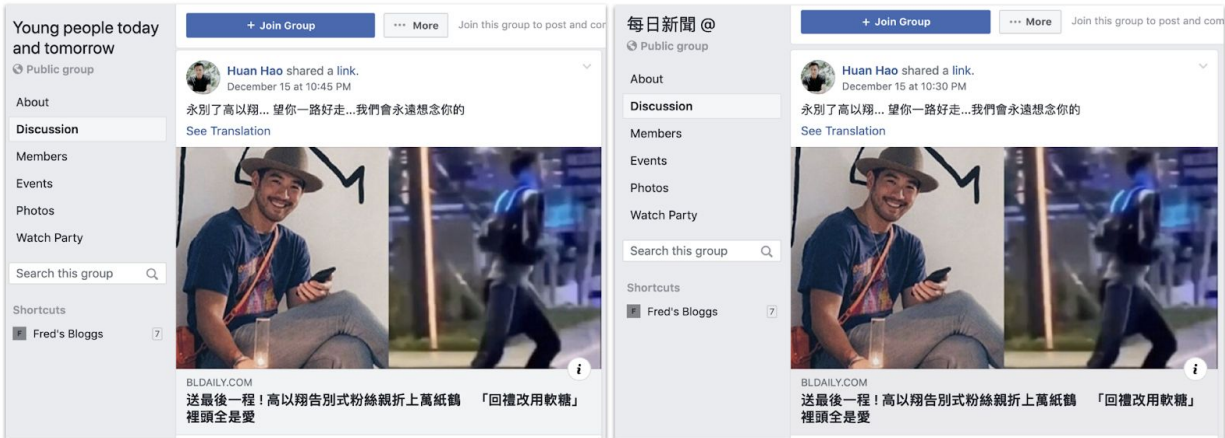 Young people today
and tomorrow
Public group
About
Discussion
Members
Events
Photos
Watch Party
Search this group
Shortcuts
F Fred's Bloggs 7
+ Join Group
··· More
Join this group to post and cor
Huan Hao shared a link.
December 15 at 10:45 PM
永別了高以翔... 望你一路好走...我們會永遠想念你的
See Translation
i
BLDAILY.COM
送最後一程!高以翔告別式粉絲親折上萬紙鶴 「回禮改用軟糖」
裡頭全是愛
每日新聞 @
Public group
About
Discussion
Members
Events
Photos
Watch Party
Search this group
Shortcuts
F Fred's Bloggs 7
+ Join Group
··· More
Join this group to post and com
Huan Hao shared a link.
December 15 at 10:30 PM
永別了高以翔... 望你一路好走...我們會永遠想念你的
See Translation
i
BLDAILY.COM
送最後一程!高以翔告別式粉絲親折上萬紙鶴 「回禮改用軟糖」
裡頭全是愛